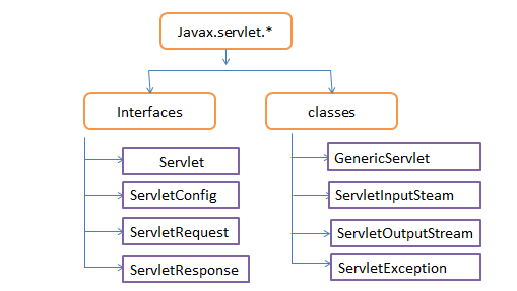 Javax.servlet.*
Interfaces
classes
Servlet
ServletConfig
ServletRequest
ServletResponse
GenericServlet
ServletInputSteam
ServletOutputStream
ServletException